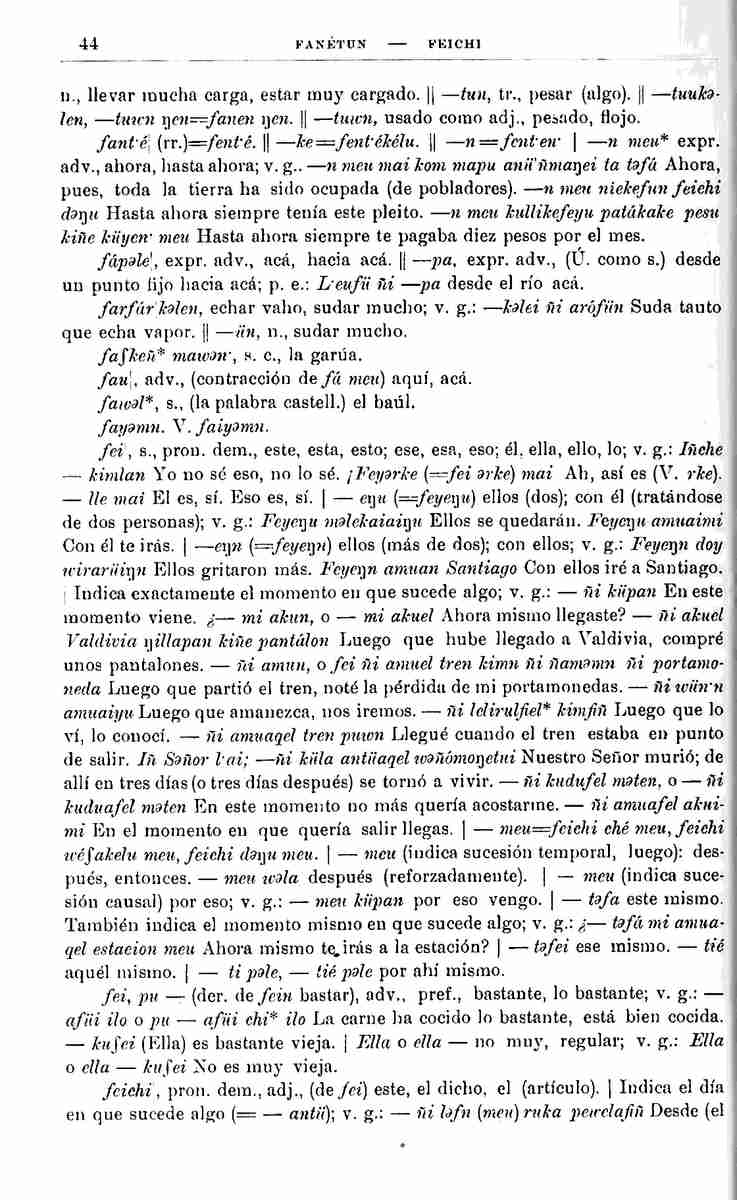 44 FANÉTUN — FEICHI
n., llevar mucha carga, estar muy cargado. || —tun, tr., pesar (algo). || —tuukə-
len, —tuwn ŋen=fanen ŋen. || —tuwn, usado como adj., pesado, flojo.
fant·é| (rr.)=fent·é. || —ke=fent·ékélu. || —n=fent·en· | —n meu* expr.
adv., ahora, hasta ahora; v. g.. —n meu mai kom mapu anü'ñmaŋei ta təfá Ahora,
pues, toda la tierra ha sido ocupada (de pobladores). —n meu niekefun feichi
dəŋu Hasta ahora siempre tenía este pleito. —n meu kullikefeyu patákake pesu
kiñe küyen· meu Hasta ahora siempre te pagaba diez pesos por el mes.
fápəle|, expr. adv., acá, hacia acá. || —pa, expr. adv., (Ú. como s.) desde
un punto fijo hacia acá; p. e.: L·eufü ñi —pa desde el río acá.
farfár·kəlen, echar vaho, sudar mucho; v. g.: —kəlei ñi arófün Suda tauto
que echa vapor. || —ün, n., sudar mucho.
faʃkeñ* mawən·, s. c., la garúa.
fau|, adv., (contracción de fá meu) aquí, acá.
fawəl*, s., (la palabra castell.) el baúl.
fayəmn. V. faiyəmn.
fei, s., pron. dem., este, esta, esto; ese, esa, eso; él, ella, ello, lo; v. g.: Iñche
— kimlan Yo no sé eso, no lo sé. ¡Feyərke (=fei ərke) mai Ah, así es (V. rke).
— lle mai El es, sí. Eso es, sí. | — eŋu (=feyeŋu) ellos (dos); con él (tratándose
de dos personas); v. g.: Feyeŋu məlekaiaiŋu Ellos se quedarán. Feyeŋu amuaimi
Con él te irás. | —eŋn (=feyeŋn) ellos (más de dos); con ellos; v. g.: Feyeŋn doy
wirarüiŋn Ellos gritaron más. Feyeŋn amuan Santiago Con ellos iré a Santiago.
| Indica exactamente el momento en que sucede algo; v. g.: — ñi küpan En este
momento viene. ¿— mi akun, o — mi akuel Ahora mismo llegaste? — ñi akuel
Valdivia ŋillapan kiñe pantálon Luego que hube llegado a Valdivia, compré
unos pantalones. — ñi amun, o fei ñi amuel tren kimn ñi ñamәmn ñi portamo-
neda Luego que partió el tren, noté la pérdida de mi portamonedas. — ñi wün·n
amuaiyu Luego que amanezca, nos iremos. — ñi lelirulfiel* kimfiñ Luego que lo
ví, lo conocí. — ñi amuaqel tren puwn Llegué cuando el tren estaba en punto
de salir. Iñ Səñor l·ai; —ñi küla antüaqel wəñómoŋetui Nuestro Señor murió; de
allí en tres días (o tres días después) se tornó a vivir. — ñi kudufel məten, o — ñi
kuduafel məten En este momento no más quería acostarme. — ñi amuafel akui-
mi En el momento en que quería salir llegas. | — meu=feichi ché meu, feichi
wéʃakelu meu, feichi dəŋu meu. | — meu (indica sucesión temporal, luego): des-
pués, entonces. — meu wəla después (reforzadamente). | — meu (indica suce-
sión causal) por eso; v. g.: — meu küpan por eso vengo. | — təfa este mismo.
También indica el momento mismo en que sucede algo; v. g.: ¿— təfá mi amua-
qel estacion meu Ahora mismo te irás a la estación? | — təfei ese mismo. — tié
aquél mismo. | — ti pəle, — tié pəle por ahí mismo.
fei, pu — (der. de fein bastar), adv., pref., bastante, lo bastante; v. g.: —
afüi ilo o pu — afüi chi* ilo La carne ha cocido lo bastante, está bien cocida.
— kuʃei (Ella) es bastante vieja. | Ella o ella — no muy, regular; v. g.: Ella
o ella — kuʃei No es muy vieja.
feichi, pron. dem., adj., (de fei) este, el dicho, el (artículo). | Indica el día
en que sucede algo (= — antü); v. g.: — ñi ləfn (meu) ruka pewelafiñ Desde (el